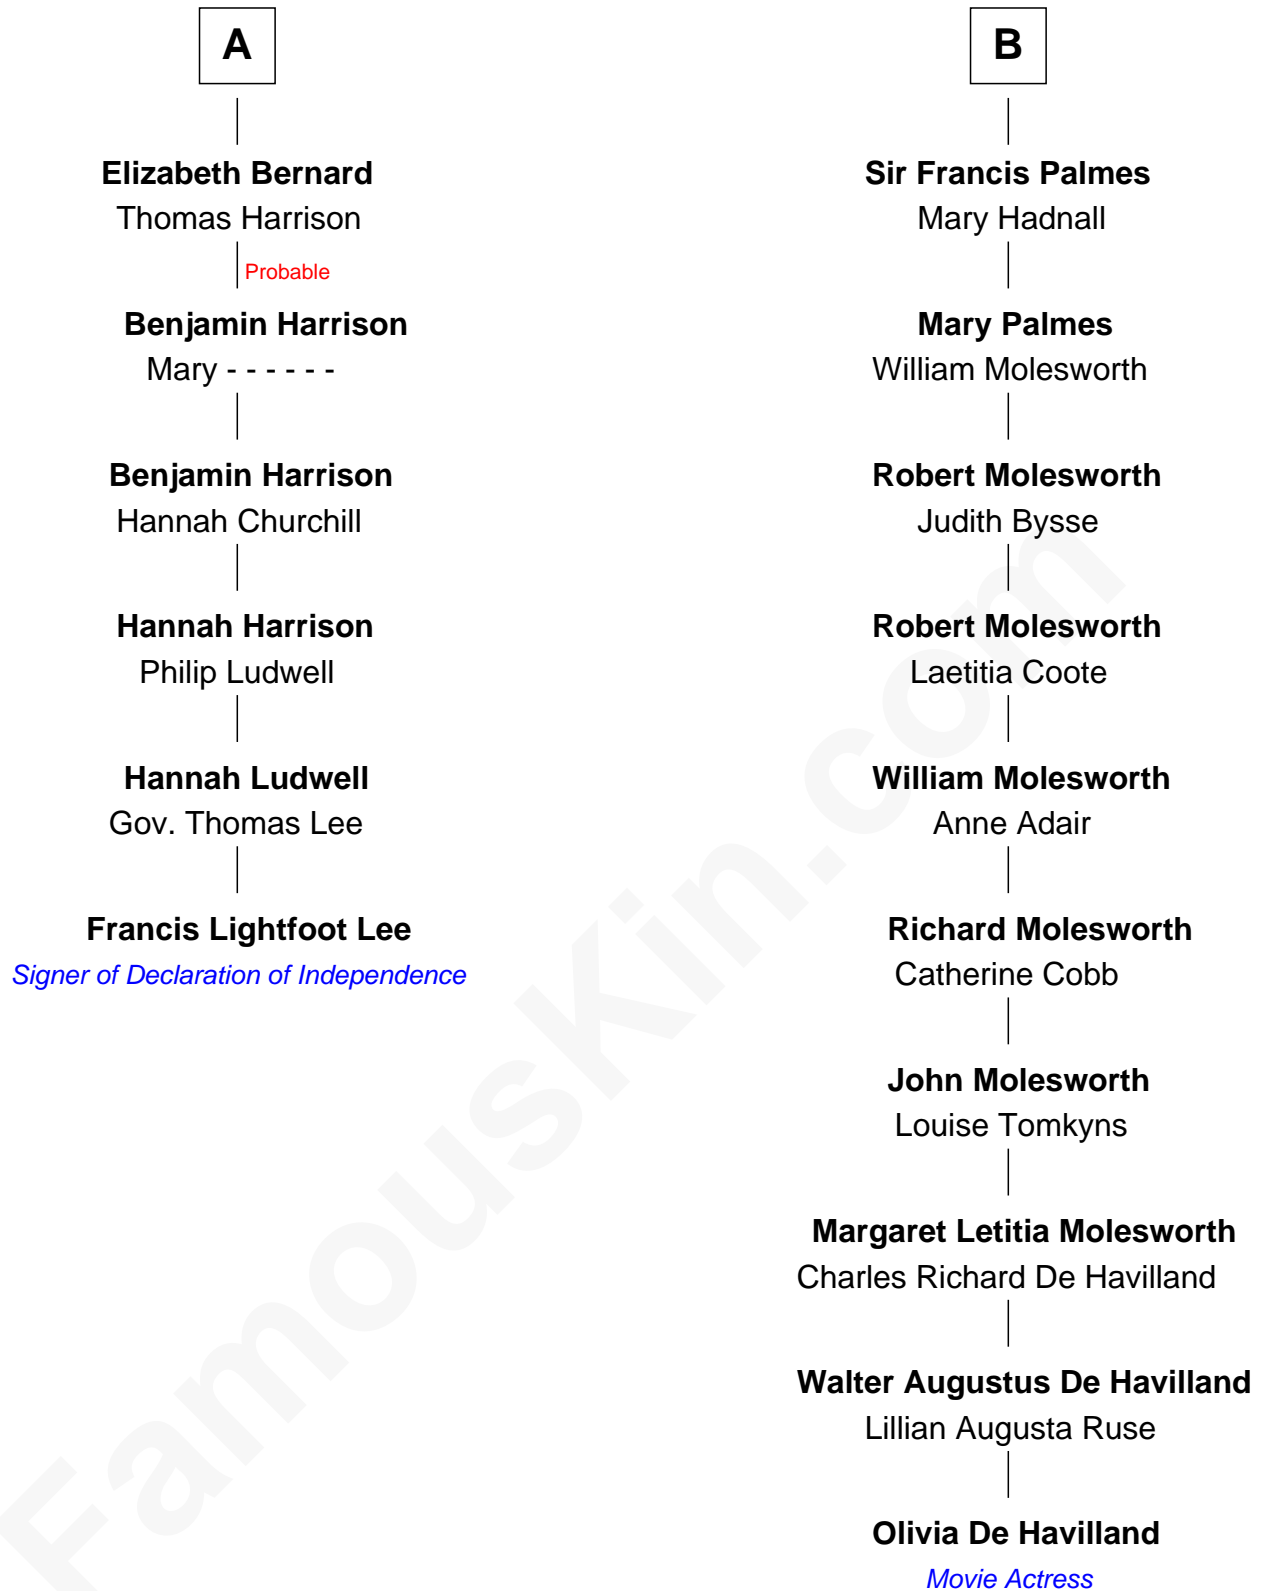 A
Elizabeth Bernard
Thomas Harrison
Probable
Benjamin Harrison
Mary - - - - - -
Benjamin Harrison
Hannah Churchill
Hannah Harrison
Philip Ludwell
Hannah Ludwell
Gov. Thomas Lee
Francis Lightfoot Lee
Signer of Declaration of Independence
B
Sir Francis Palmes
Mary Hadnall
Mary Palmes
William Molesworth
Robert Molesworth
Judith Bysse
Robert Molesworth
Laetitia Coote
William Molesworth
Anne Adair
Richard Molesworth
Catherine Cobb
John Molesworth
Louise Tomkyns
Margaret Letitia Molesworth
Charles Richard De Havilland
Walter Augustus De Havilland
Lillian Augusta Ruse
Olivia De Havilland
Movie Actress
FamousKin.com